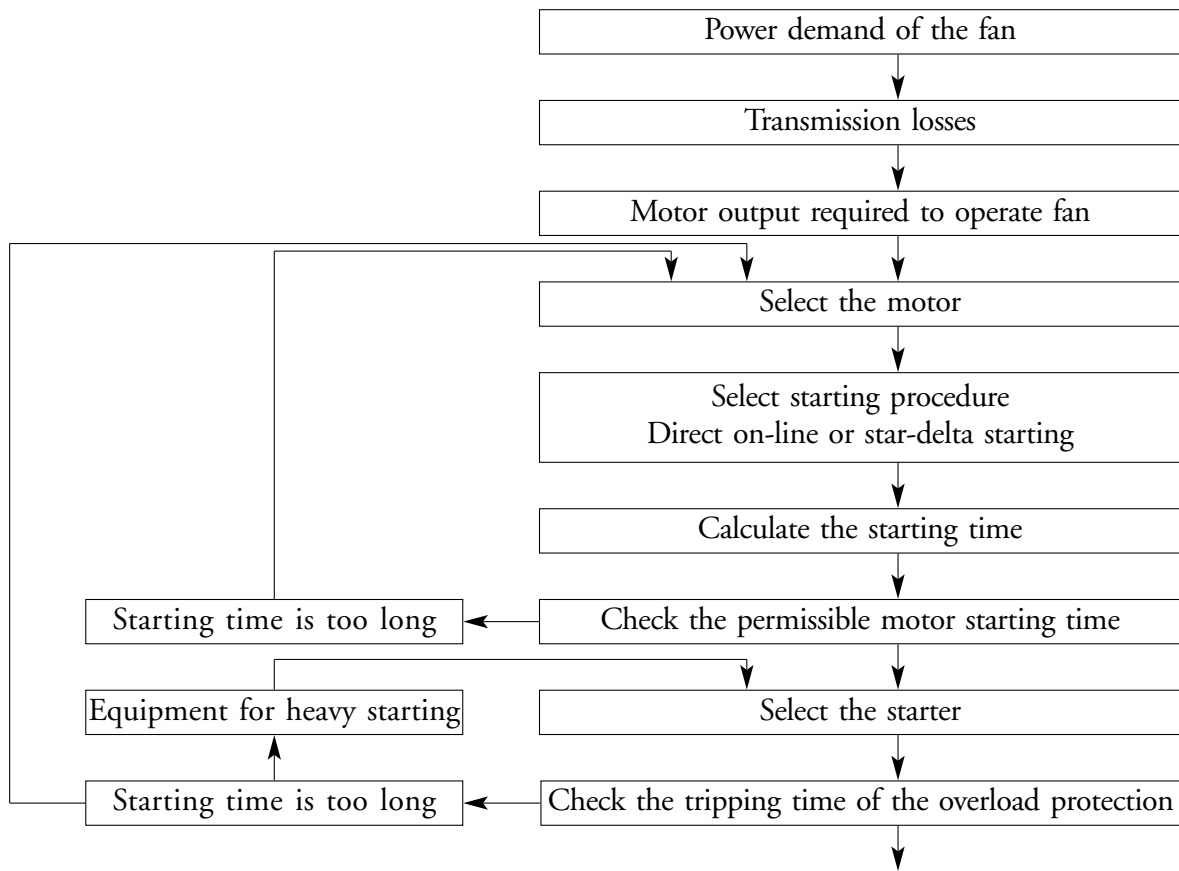 Power demand of the fan
Transmission losses
Motor output required to operate fan
Select the motor
Select starting procedure
Direct on-line or star-delta starting
Calculate the starting time
Starting time is too long
Check the permissible motor starting time
Equipment for heavy starting
Select the starter
Starting time is too long
Check the tripping time of the overload protection